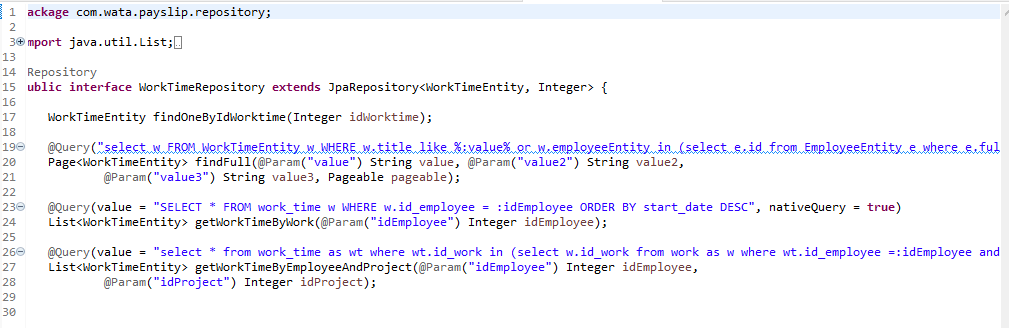 1 ackage com.wata.payslip.repository;
2
3 mport java.util.List;
13
14 Repository
15 ublic interface WorkTimeRepository extends JpaRepository<WorkTimeEntity, Integer> {
16
17 WorkTimeEntity findOneByIdWorktime(Integer idWorktime);
18
19 @Query("select w FROM WorkTimeEntity w WHERE w.title like %:value% or w.employeeEntity in (select e.id from EmployeeEntity e where e.ful
20 Page<WorkTimeEntity> findFull(@Param("value") String value, @Param("value2") String value2,
21 @Param("value3") String value3, Pageable pageable);
22
23 @Query(value = "SELECT * FROM work_time w WHERE w.id_employee = :idEmployee ORDER BY start_date DESC", nativeQuery = true)
24 List<WorkTimeEntity> getWorkTimeByWork(@Param("idEmployee") Integer idEmployee);
25
26 @Query(value = "select * from work_time as wt where wt.id_work in (select w.id_work from work as w where wt.id_employee =:idEmployee and
27 List<WorkTimeEntity> getWorkTimeByEmployeeAndProject(@Param("idEmployee") Integer idEmployee,
28 @Param("idProject") Integer idProject);
29
30